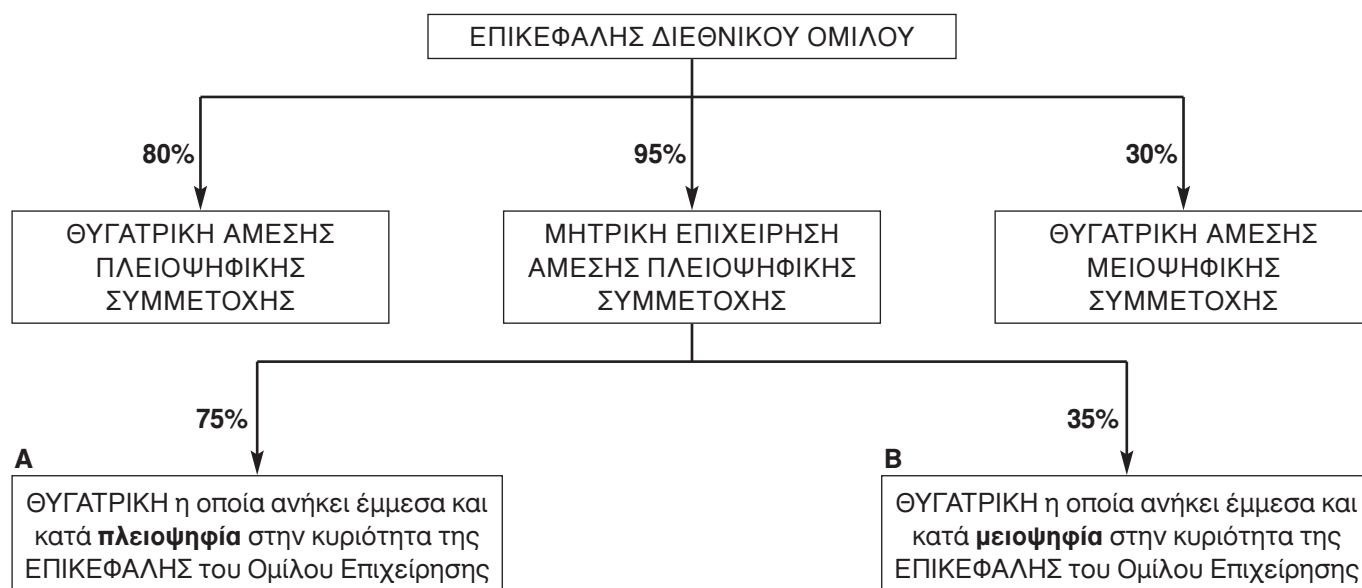 ΕΠΙΚΕΦΑΛΗΣ ΔΙΕΘΝΙΚΟΥ ΟΜΙΛΟΥ
80%
95%
30%
ΘΥΓΑΤΡΙΚΗ ΑΜΕΣΗΣ
ΠΛΕΙΟΨΗΦΙΚΗΣ
ΣΥΜΜΕΤΟΧΗΣ
ΜΗΤΡΙΚΗ ΕΠΙΧΕΙΡΗΣΗ
ΑΜΕΣΗΣ ΠΛΕΙΟΨΗΦΙΚΗΣ
ΣΥΜΜΕΤΟΧΗΣ
ΘΥΓΑΤΡΙΚΗ ΑΜΕΣΗΣ
ΜΕΙΟΨΗΦΙΚΗΣ
ΣΥΜΜΕΤΟΧΗΣ
75%
35%
Α
ΘΥΓΑΤΡΙΚΗ η οποία ανήκει έμμεσα και
κατά πλειοψηφία στην κυριότητα της
ΕΠΙΚΕΦΑΛΗΣ του Ομίλου Επιχείρησης
Β
ΘΥΓΑΤΡΙΚΗ η οποία ανήκει έμμεσα και
κατά μειοψηφία στην κυριότητα της
ΕΠΙΚΕΦΑΛΗΣ του Ομίλου Επιχείρησης